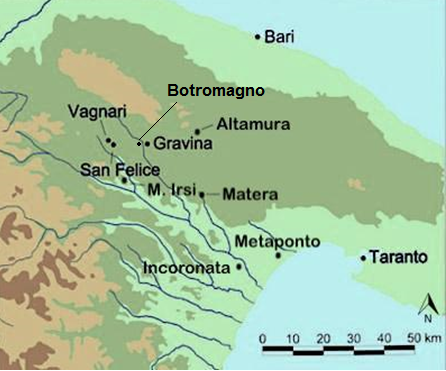 Bari
Botromagno
Vagnari
Altamura
Gravina
San Felice
M. Irsi
Matera
Metaponto
Taranto
Incoronata
N
0 10 20 30 40 50 km